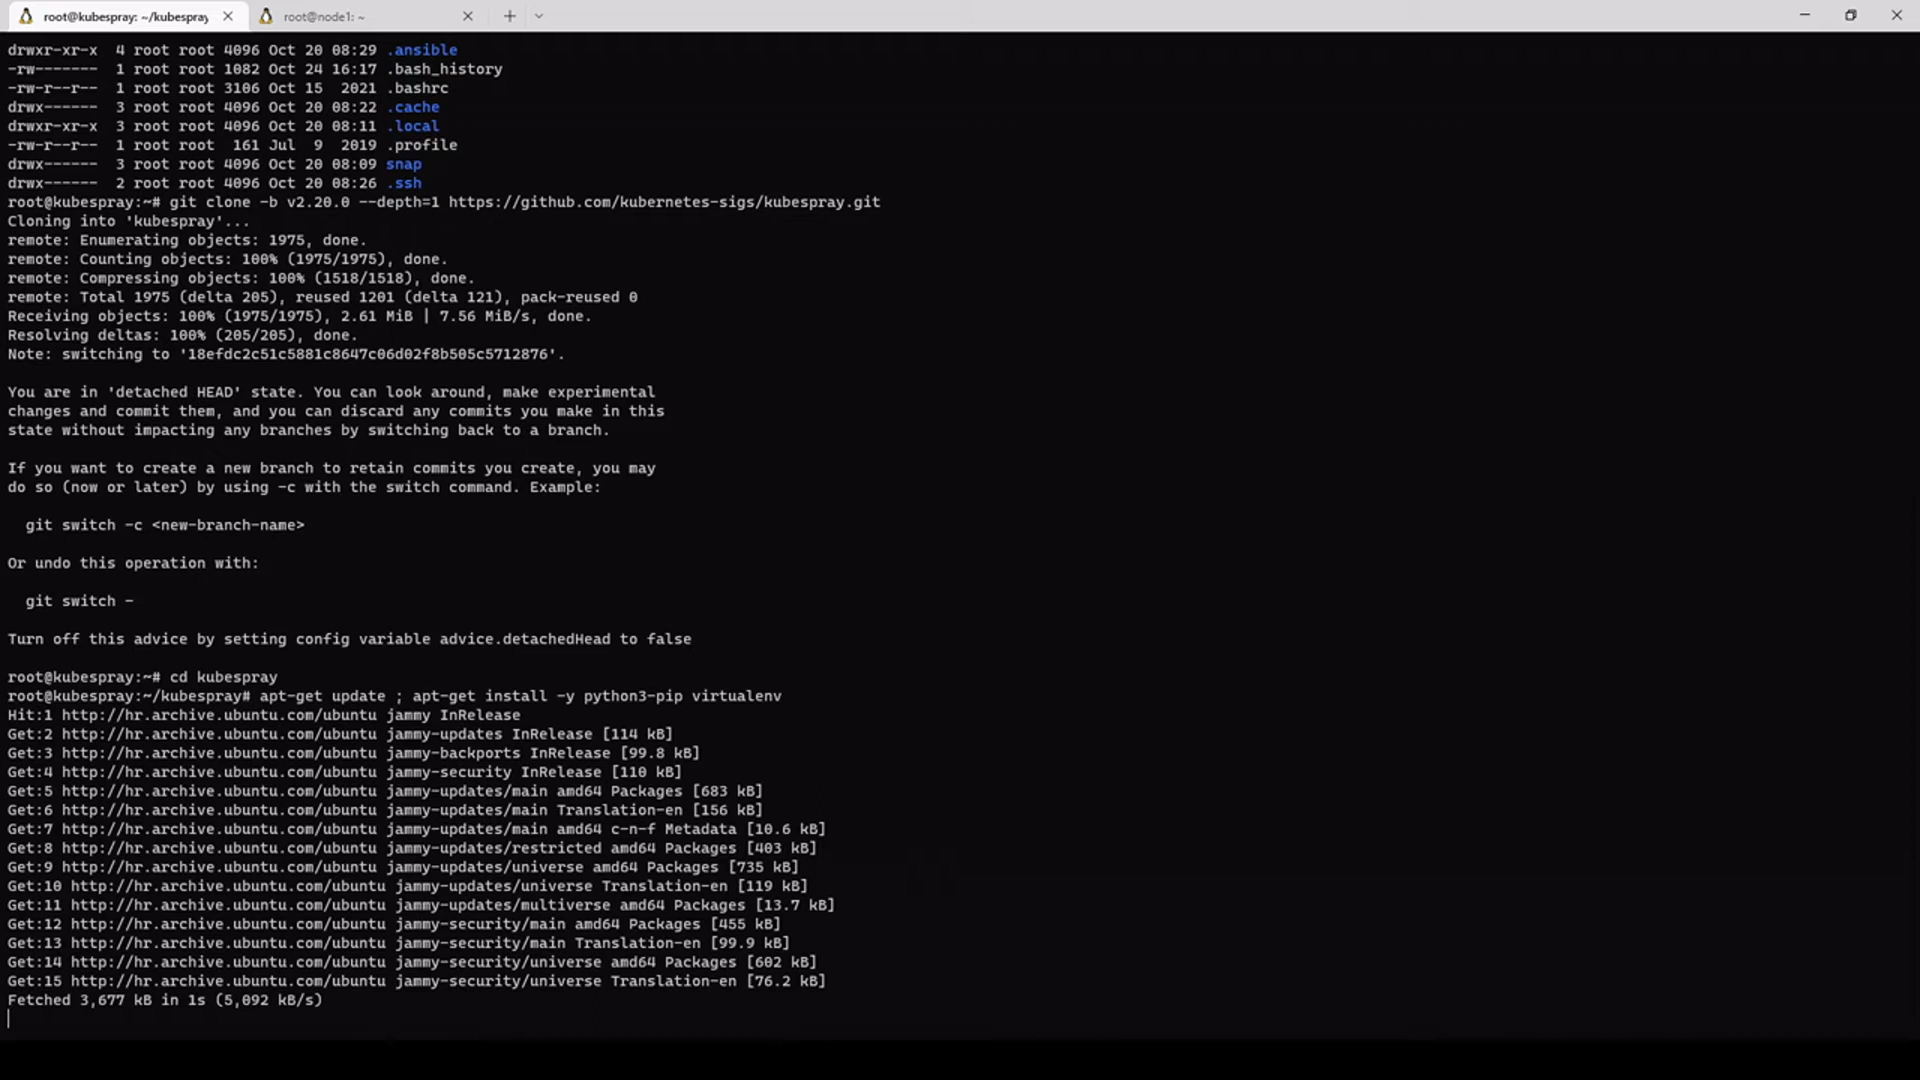 root@kubespray: ~/kubespray
root@node1: ~
drwxr-xr-x  4 root root 4096 Oct 20 08:29 .ansible
-rw-------  1 root root 1082 Oct 24 16:17 .bash_history
-rw-r--r--  1 root root 3106 Oct 15  2021 .bashrc
drwx------  3 root root 4096 Oct 20 08:22 .cache
drwxr-xr-x  3 root root 4096 Oct 20 08:11 .local
-rw-r--r--  1 root root  161 Jul  9  2019 .profile
drwx------  3 root root 4096 Oct 20 08:09 snap
drwx------  2 root root 4096 Oct 20 08:26 .ssh
root@kubespray:~# git clone -b v2.20.0 --depth=1 https://github.com/kubernetes-sigs/kubespray.git
Cloning into 'kubespray'...
remote: Enumerating objects: 1975, done.
remote: Counting objects: 100% (1975/1975), done.
remote: Compressing objects: 100% (1518/1518), done.
remote: Total 1975 (delta 205), reused 1201 (delta 121), pack-reused 0
Receiving objects: 100% (1975/1975), 2.61 MiB | 7.56 MiB/s, done.
Resolving deltas: 100% (205/205), done.
Note: switching to '18efdc2c51c5881c8647c06d02f8b505c5712876'.
You are in 'detached HEAD' state. You can look around, make experimental
changes and commit them, and you can discard any commits you make in this
state without impacting any branches by switching back to a branch.
If you want to create a new branch to retain commits you create, you may
do so (now or later) by using -c with the switch command. Example:
  git switch -c <new-branch-name>
Or undo this operation with:
  git switch -
Turn off this advice by setting config variable advice.detachedHead to false
root@kubespray:~# cd kubespray
root@kubespray:~/kubespray# apt-get update ; apt-get install -y python3-pip virtualenv
Hit:1 http://hr.archive.ubuntu.com/ubuntu jammy InRelease
Get:2 http://hr.archive.ubuntu.com/ubuntu jammy-updates InRelease [114 kB]
Get:3 http://hr.archive.ubuntu.com/ubuntu jammy-backports InRelease [99.8 kB]
Get:4 http://hr.archive.ubuntu.com/ubuntu jammy-security InRelease [110 kB]
Get:5 http://hr.archive.ubuntu.com/ubuntu jammy-updates/main amd64 Packages [683 kB]
Get:6 http://hr.archive.ubuntu.com/ubuntu jammy-updates/main Translation-en [156 kB]
Get:7 http://hr.archive.ubuntu.com/ubuntu jammy-updates/main amd64 c-n-f Metadata [10.6 kB]
Get:8 http://hr.archive.ubuntu.com/ubuntu jammy-updates/restricted amd64 Packages [403 kB]
Get:9 http://hr.archive.ubuntu.com/ubuntu jammy-updates/universe amd64 Packages [735 kB]
Get:10 http://hr.archive.ubuntu.com/ubuntu jammy-updates/universe Translation-en [119 kB]
Get:11 http://hr.archive.ubuntu.com/ubuntu jammy-updates/multiverse amd64 Packages [13.7 kB]
Get:12 http://hr.archive.ubuntu.com/ubuntu jammy-security/main amd64 Packages [455 kB]
Get:13 http://hr.archive.ubuntu.com/ubuntu jammy-security/main Translation-en [99.9 kB]
Get:14 http://hr.archive.ubuntu.com/ubuntu jammy-security/universe amd64 Packages [602 kB]
Get:15 http://hr.archive.ubuntu.com/ubuntu jammy-security/universe Translation-en [76.2 kB]
Fetched 3,677 kB in 1s (5,092 kB/s)